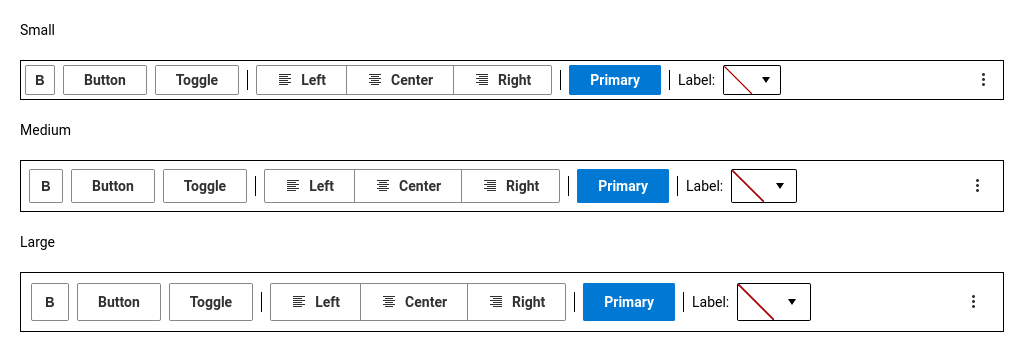 Small
B Button Toggle Left Center Right Primary Label:
Medium
B Button Toggle Left Center Right Primary Label:
Large
B Button Toggle Left Center Right Primary Label: